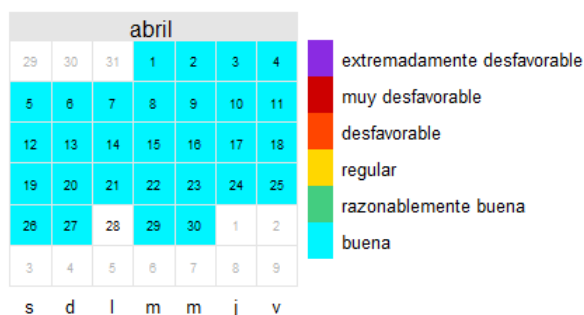 abril
29 30 31 1 2 3 4
5 6 7 8 9 10 11
12 13 14 15 16 17 18
19 20 21 22 23 24 25
26 27 28 29 30 1 2
3 4 5 6 7 8 9
s d l m m j v
extremadamente desfavorable
muy desfavorable
desfavorable
regular
razonablemente buena
buena